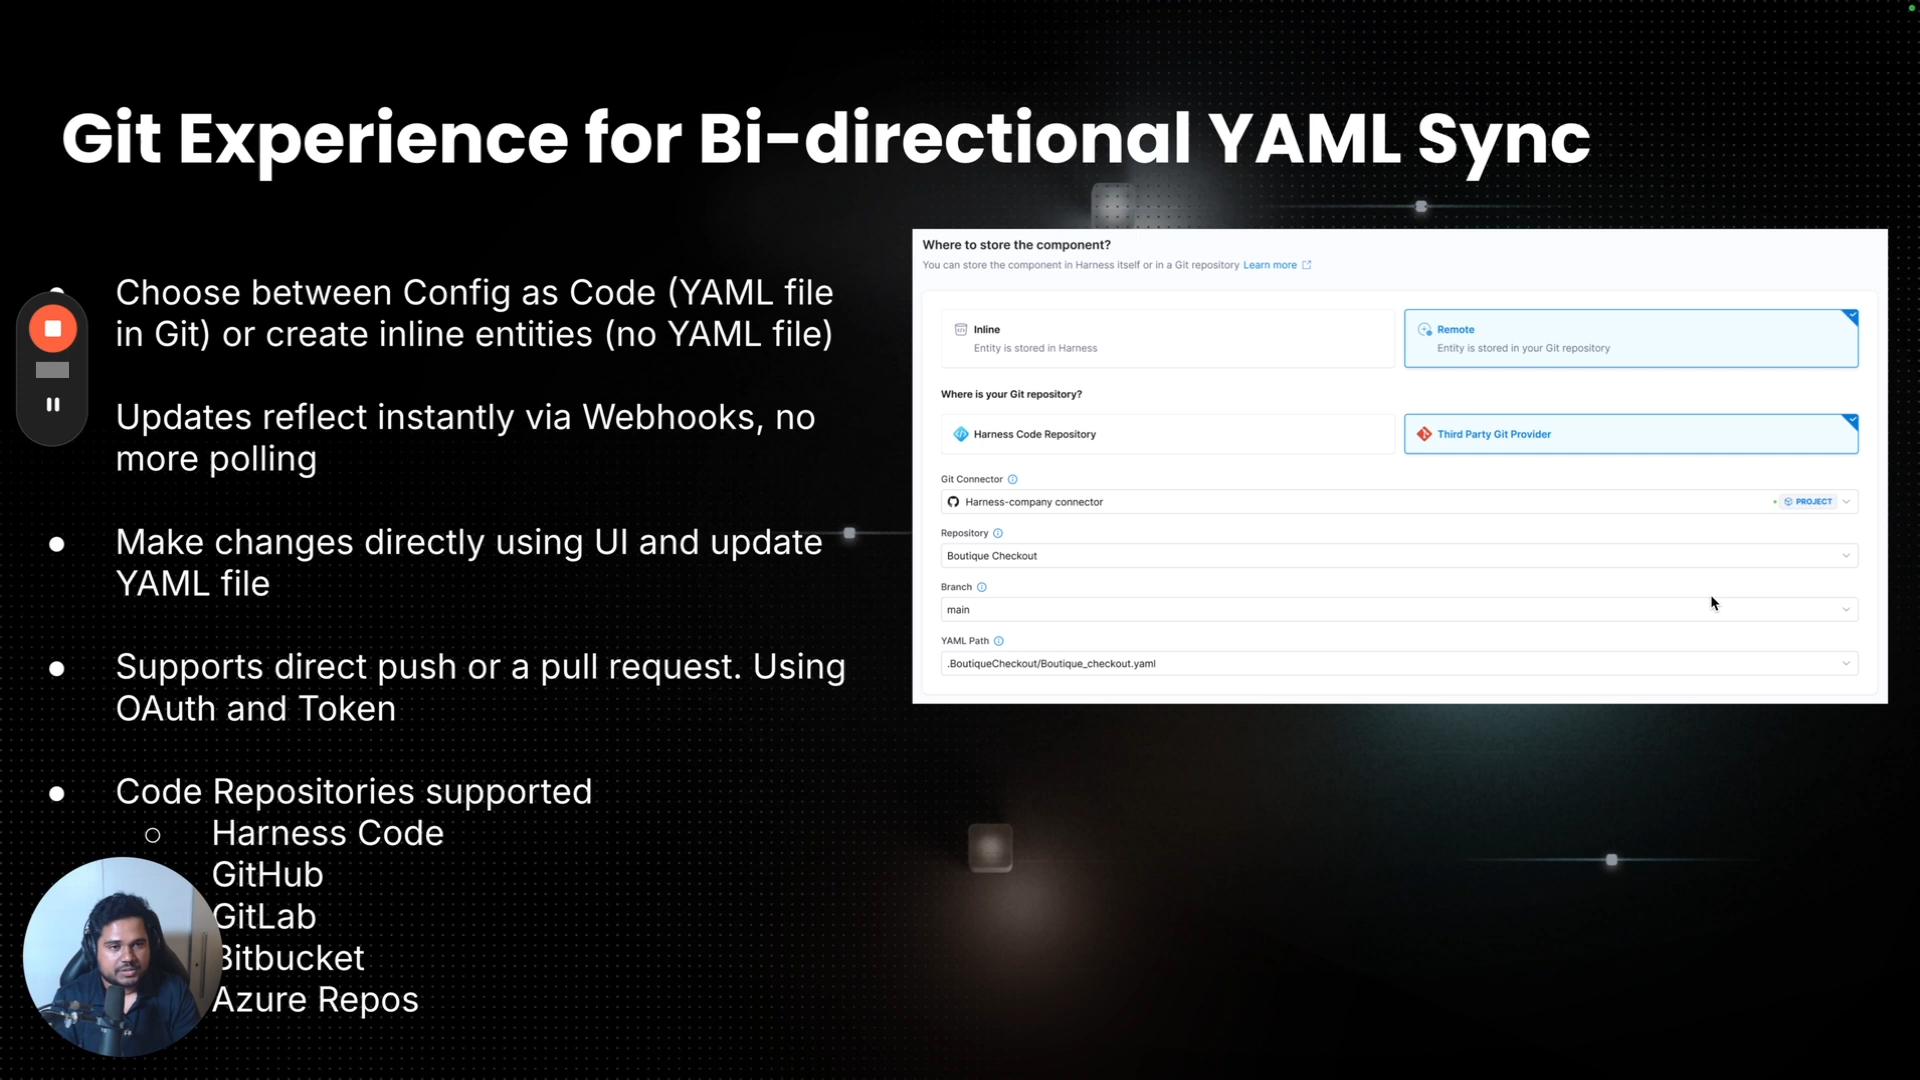 Git Experience for Bi-directional YAML Sync
Choose between Config as Code (YAML file
in Git) or create inline entities (no YAML file)
Updates reflect instantly via Webhooks, no
more polling
Make changes directly using UI and update
YAML file
Supports direct push or a pull request. Using
OAuth and Token
Code Repositories supported
Harness Code
GitHub
GitLab
Bitbucket
Azure Repos
Where to store the component?
You can store the component in Harness itself or in a Git repository Learn more
Inline
Entity is stored in Harness
Remote
Entity is stored in your Git repository
Where is your Git repository?
Harness Code Repository
Third Party Git Provider
Git Connector
Harness-company connector
PROJECT
Repository
Boutique Checkout
Branch
main
YAML Path
.BoutiqueCheckout/Boutique_checkout.yaml